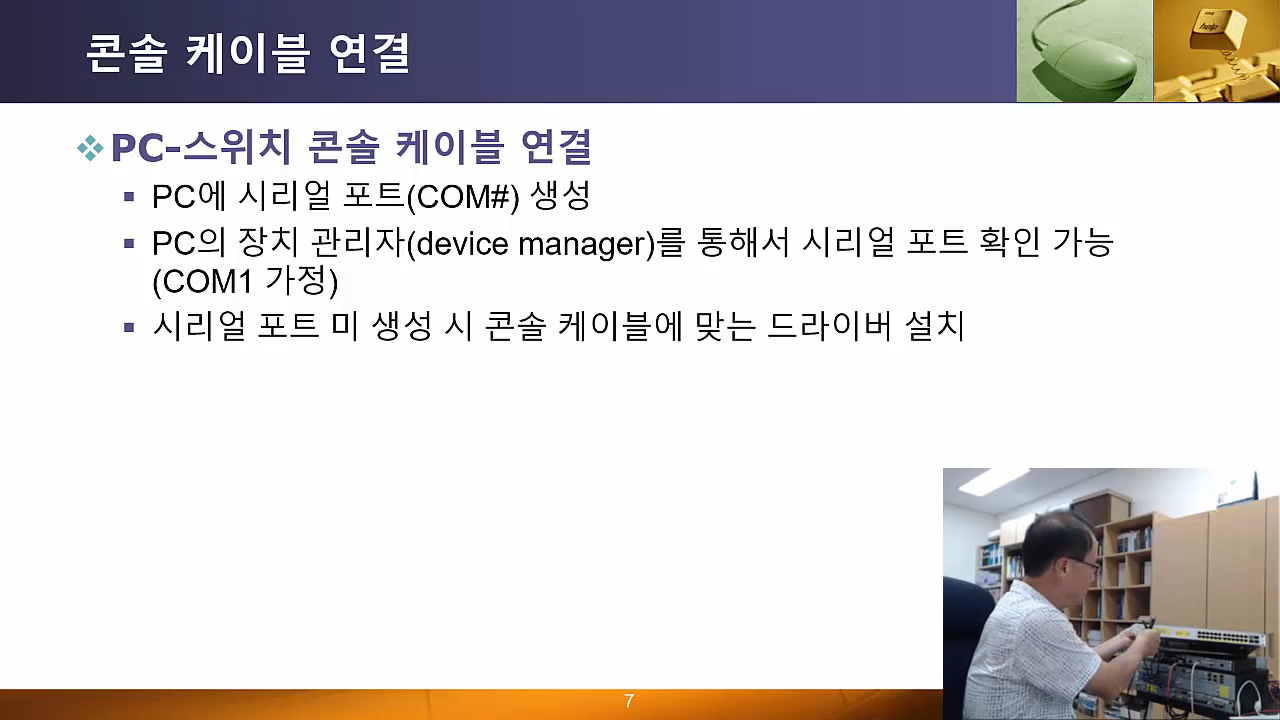 콘솔 케이블 연결
help
PC-스위치 콘솔 케이블 연결
PC에 시리얼 포트(COM#) 생성
PC의 장치 관리자(device manager)를 통해서 시리얼 포트 확인 가능
(COM1 가정)
시리얼 포트 미 생성 시 콘솔 케이블에 맞는 드라이버 설치
7